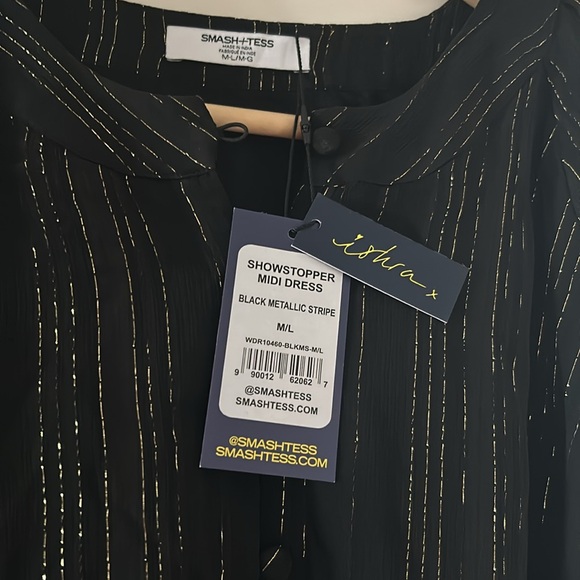 SMASH+TESS
MADE IN INDIA
FABRIQUÉ EN INDE
M-L/M-G
ishra x
SHOWSTOPPER
MIDI DRESS
BLACK METALLIC STRIPE
M/L
WDR10460-BLKMS-M/L
9 90012 62062 7
@SMASHTESS
SMASHTESS.COM
@SMASHTESS
SMASHTESS.COM